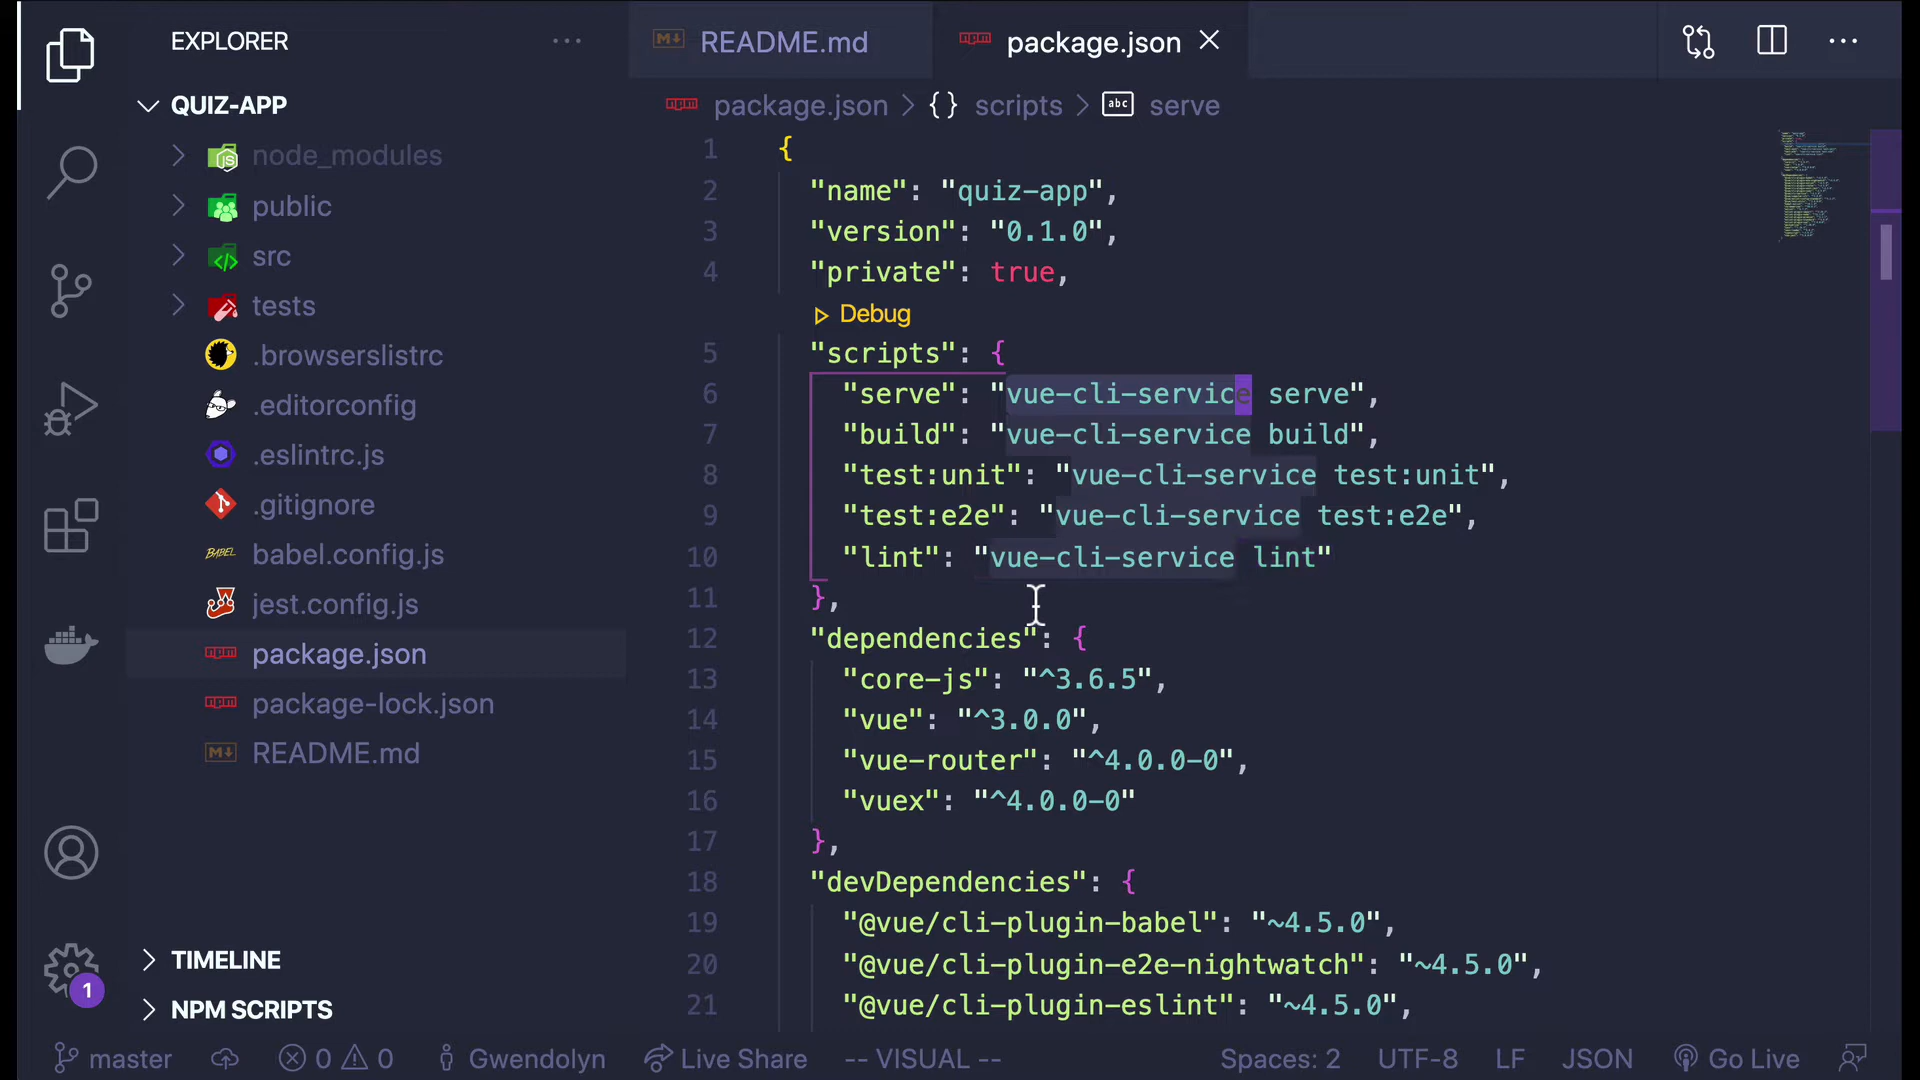 EXPLORER
README.md
package.json
QUIZ-APP
package.json > {} scripts > abc serve
node_modules
public
src
tests
.browserslistrc
.editorconfig
.eslintrc.js
.gitignore
BABEL babel.config.js
jest.config.js
npm package.json
npm package-lock.json
M↓ README.md
TIMELINE
NPM SCRIPTS
1
1 {
2 "name": "quiz-app",
3 "version": "0.1.0",
4 "private": true,
Debug
5 "scripts": {
6 "serve": "vue-cli-service serve",
7 "build": "vue-cli-service build",
8 "test:unit": "vue-cli-service test:unit",
9 "test:e2e": "vue-cli-service test:e2e",
10 "lint": "vue-cli-service lint"
11 },
12 "dependencies": {
13 "core-js": "^3.6.5",
14 "vue": "^3.0.0",
15 "vue-router": "^4.0.0-0",
16 "vuex": "^4.0.0-0"
17 },
18 "devDependencies": {
19 "@vue/cli-plugin-babel": "~4.5.0",
20 "@vue/cli-plugin-e2e-nightwatch": "~4.5.0",
21 "@vue/cli-plugin-eslint": "~4.5.0",
master 0 0 Gwendolyn Live Share -- VISUAL -- Spaces: 2 UTF-8 LF JSON Go Live